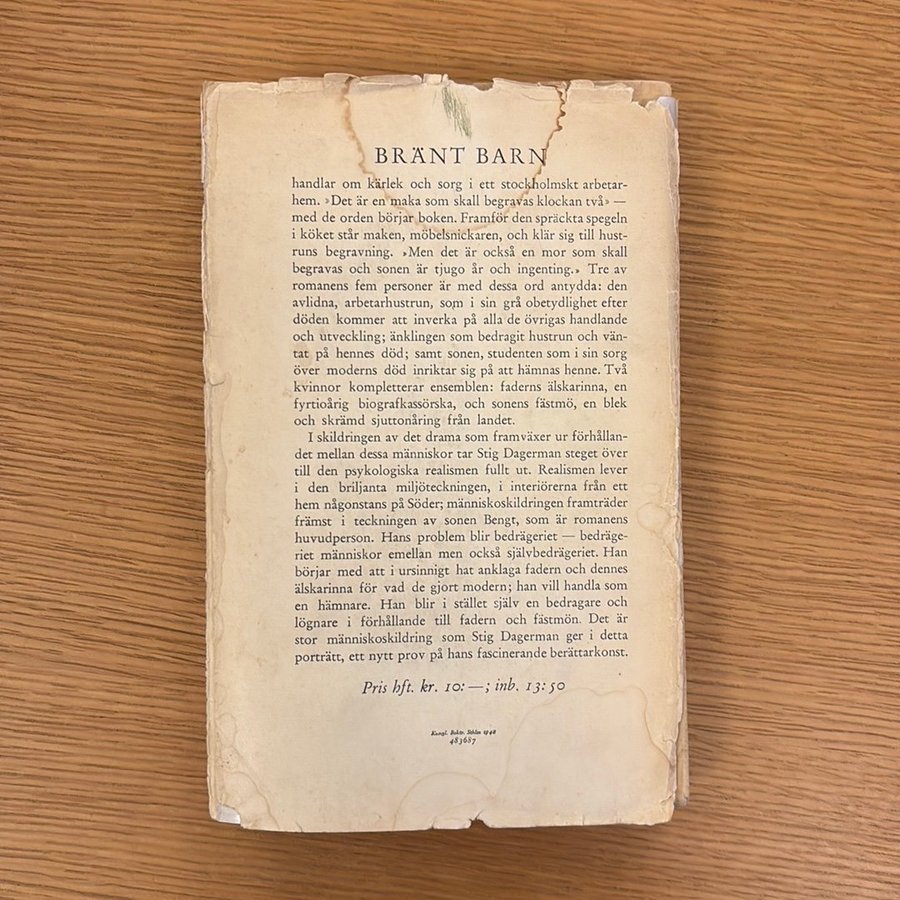 BRÄNT BARN
handlar om kärlek och sorg i ett stockholmskt arbetar-
hem. »Det är en maka som skall begravas klockan två» —
med de orden börjar boken. Framför den spräckta spegeln
i köket står maken, möbelsnickaren, och klär sig till hust-
runs begravning. »Men det är också en mor som skall
begravas och sonen är tjugo år och ingenting.» Tre av
romanens fem personer är med dessa ord antydda: den
avlidna, arbetarhustrun, som i sin grå obetydlighet efter
döden kommer att inverka på alla de övrigas handlande
och utveckling; änklingen som bedragit hustrun och vän-
tat på hennes död; samt sonen, studenten som i sin sorg
över moderns död inriktar sig på att hämnas henne. Två
kvinnor kompletterar ensemblen: faderns älskarinna, en
fyrtioårig biografkassörska, och sonens fästmö, en blek
och skrämd sjuttonåring från landet.
I skildringen av det drama som framväxer ur förhållan-
det mellan dessa människor tar Stig Dagerman steget över
till den psykologiska realismen fullt ut. Realismen lever
i den briljanta miljöteckningen, i interiörerna från ett
hem någonstans på Söder; människoskildringen framträder
främst i teckningen av sonen Bengt, som är romanens
huvudperson. Hans problem blir bedrägeriet — bedräge-
riet människor emellan men också självbedrägeriet. Han
börjar med att i ursinnigt hat anklaga fadern och dennes
älskarinna för vad de gjort modern; han vill handla som
en hämnare. Han blir i stället själv en bedragare och
lögnare i förhållande till fadern och fästmön. Det är
stor människoskildring som Stig Dagerman ger i detta
porträtt, ett nytt prov på hans fascinerande berättarkonst.
Pris hft. kr. 10:—; inb. 13:50
Kungl. Boktr. Sthlm 1948
483687